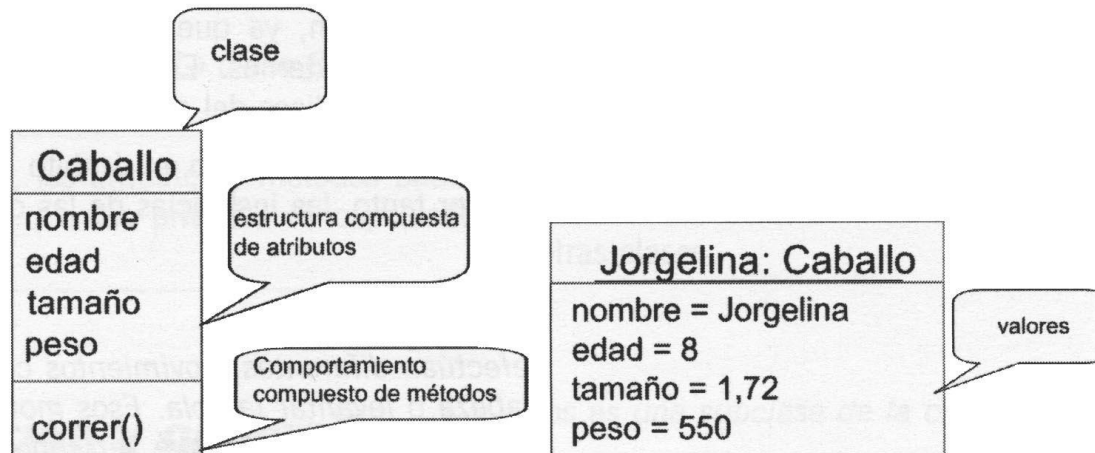 clase
Caballo
nombre
edad
tamaño
peso
correr()
estructura compuesta
de atributos
Comportamiento
compuesto de métodos
Jorgelina: Caballo
nombre = Jorgelina
edad = 8
tamaño = 1,72
peso = 550
valores